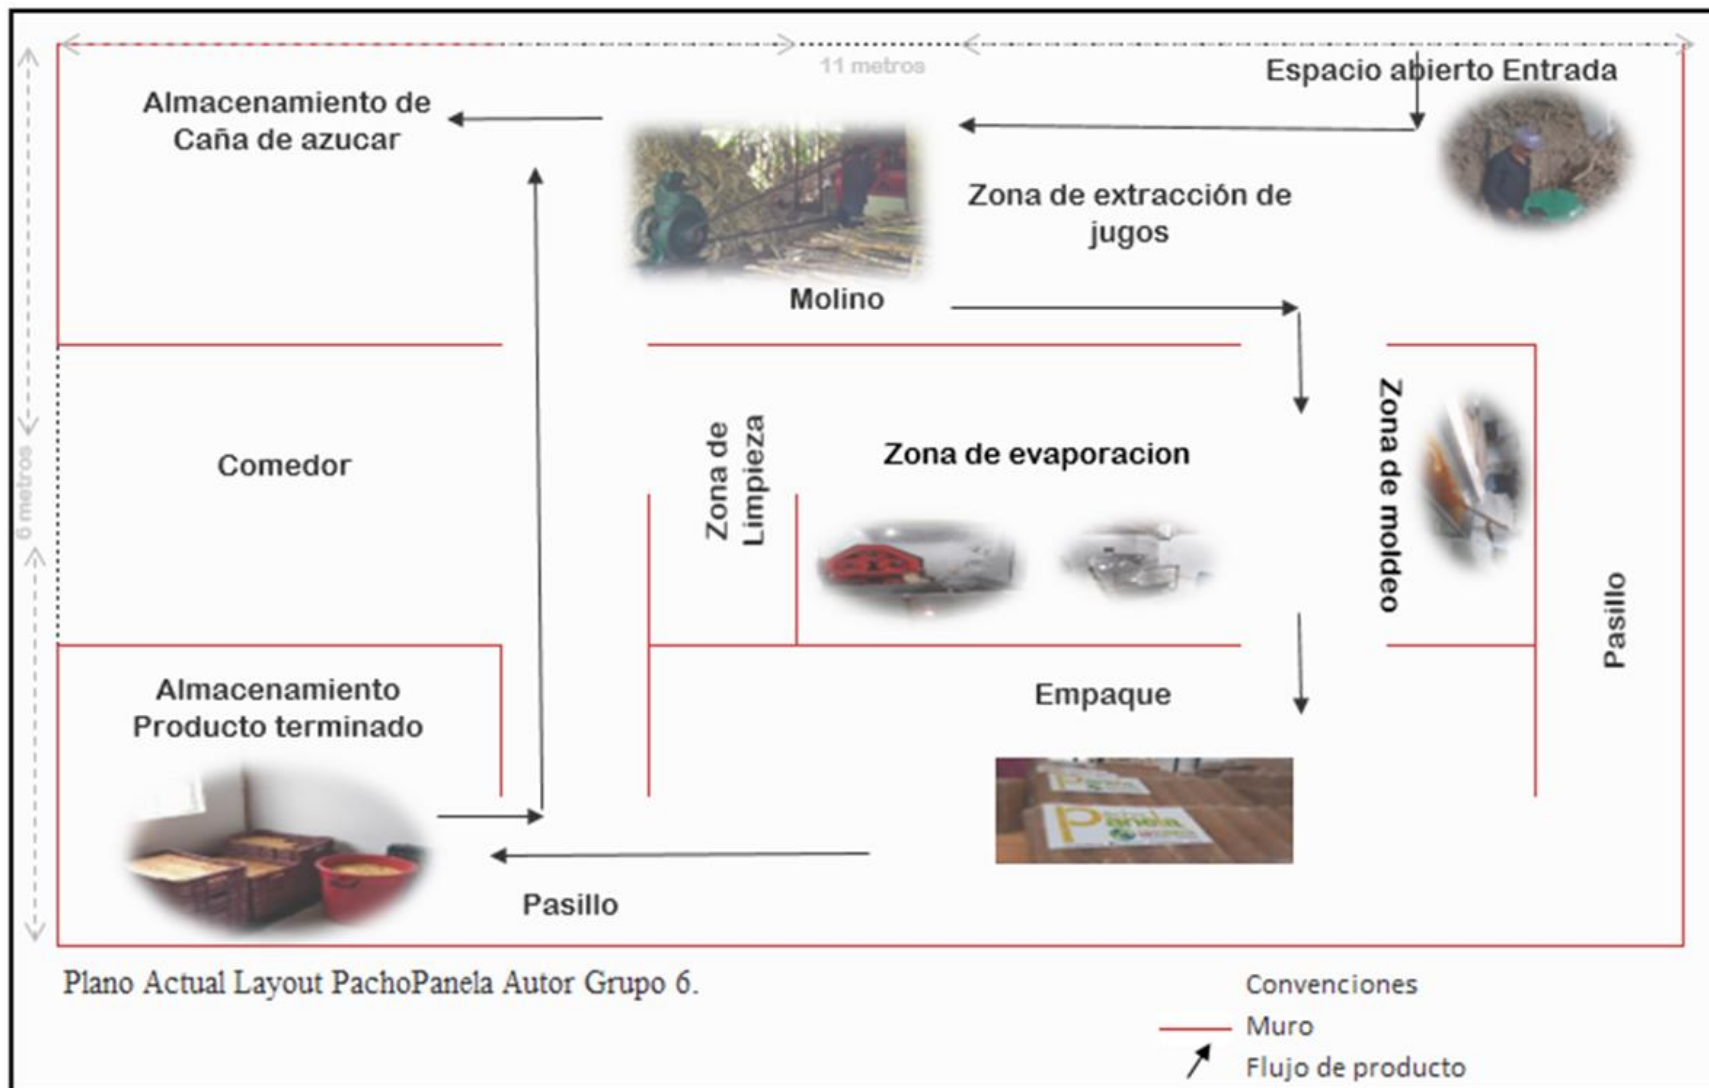 11 metros
Espacio abierto Entrada
Almacenamiento de
Caña de azucar
Zona de extracción de
jugos
Molino
6 metros
Comedor
Zona de
Limpieza
Zona de evaporacion
Zona de moldeo
Pasillo
Almacenamiento
Producto terminado
Empaque
Panela
Panela
Pasillo
Plano Actual Layout PachoPanela Autor Grupo 6.
Convenciones
Muro
Flujo de producto